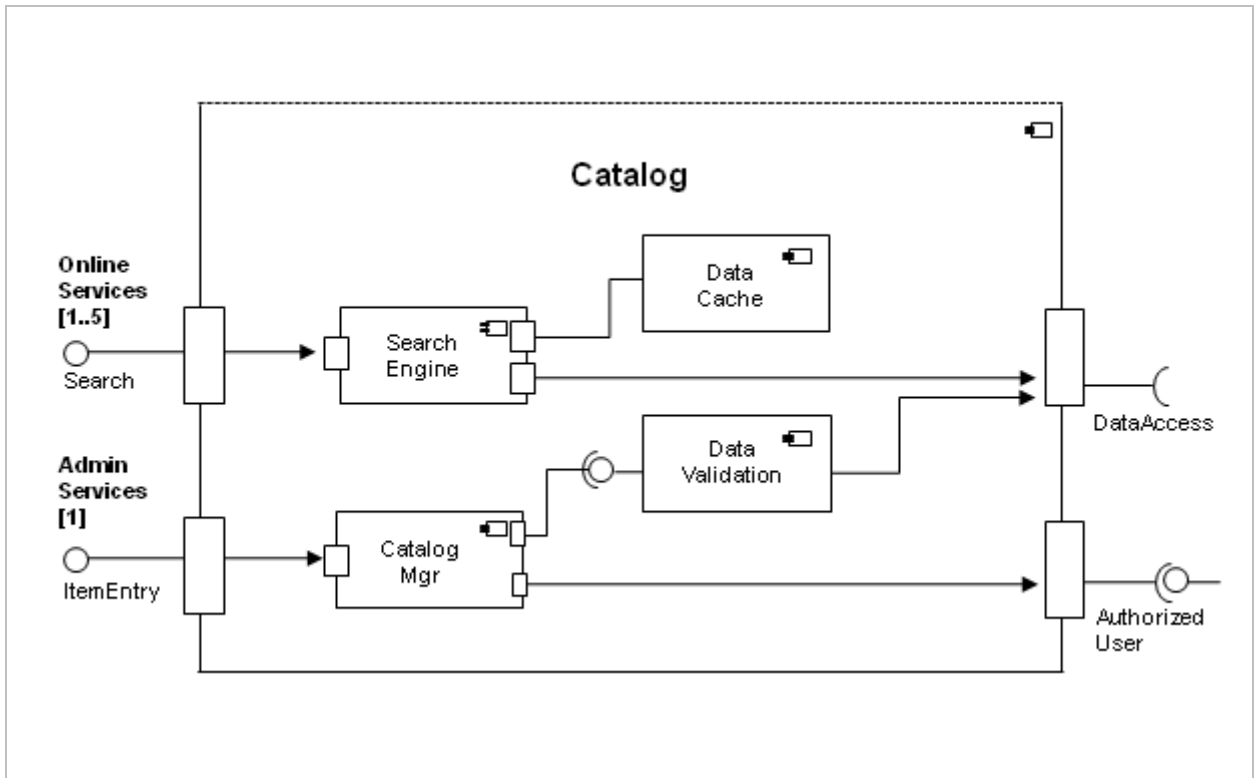 Catalog
Online
Services
[1..5]
Search
Data
Cache
Search
Engine
DataAccess
Admin
Services
[1]
ItemEntry
Data
Validation
Catalog
Mgr
Authorized
User